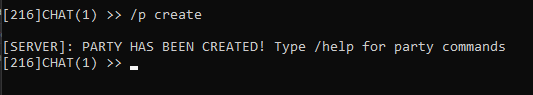 [216]CHAT(1) >> /p create
[SERVER]: PARTY HAS BEEN CREATED! Type /help for party commands
[216]CHAT(1) >>